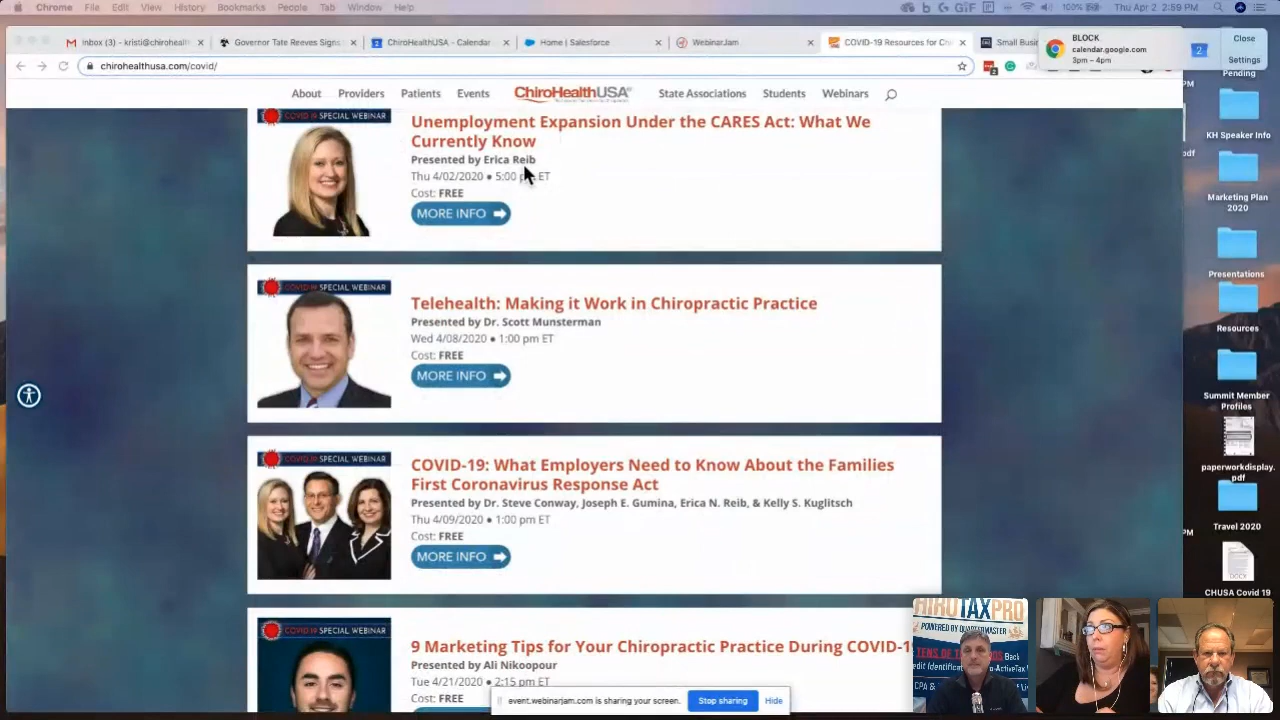 Chrome File Edit View History Bookmarks People Tab Window Help
100% Thu Apr 2 2:59 PM
Inbox (3) - kristi@chirohealth
Governor Tate Reeves Signs
ChiroHealthUSA - Calendar
Home | Salesforce
WebinarJam
COVID-19 Resources for Chi
Small Busi
BLOCK
calendar.google.com
3pm – 4pm
Close
Settings
chirohealthusa.com/covid/
Pending
About Providers Patients Events ChiroHealthUSA State Associations Students Webinars
COVID-19 SPECIAL WEBINAR
Unemployment Expansion Under the CARES Act: What We
Currently Know
Presented by Erica Reib
Thu 4/02/2020 • 5:00 ET
Cost: FREE
MORE INFO
COVID-19 SPECIAL WEBINAR
Telehealth: Making it Work in Chiropractic Practice
Presented by Dr. Scott Munsterman
Wed 4/08/2020 • 1:00 pm ET
Cost: FREE
MORE INFO
COVID-19 SPECIAL WEBINAR
COVID-19: What Employers Need to Know About the Families
First Coronavirus Response Act
Presented by Dr. Steve Conway, Joseph E. Gumina, Erica N. Reib, & Kelly S. Kuglitsch
Thu 4/09/2020 • 1:00 pm ET
Cost: FREE
MORE INFO
COVID-19 SPECIAL WEBINAR
9 Marketing Tips for Your Chiropractic Practice During COVID-1
Presented by Ali Nikoopour
Tue 4/21/2020 • 2:15 pm ET
Cost: FREE
event.webinarjam.com is sharing your screen.
Stop sharing
Hide
KH Speaker Info
pdf
Marketing Plan
2020
Presentations
Resources
Summit Member
Profiles
paperworkdisplay.
pdf
Travel 2020
PM
DOCX
CHUSA Covid 19
HIROTAXPRO
POWERED BY